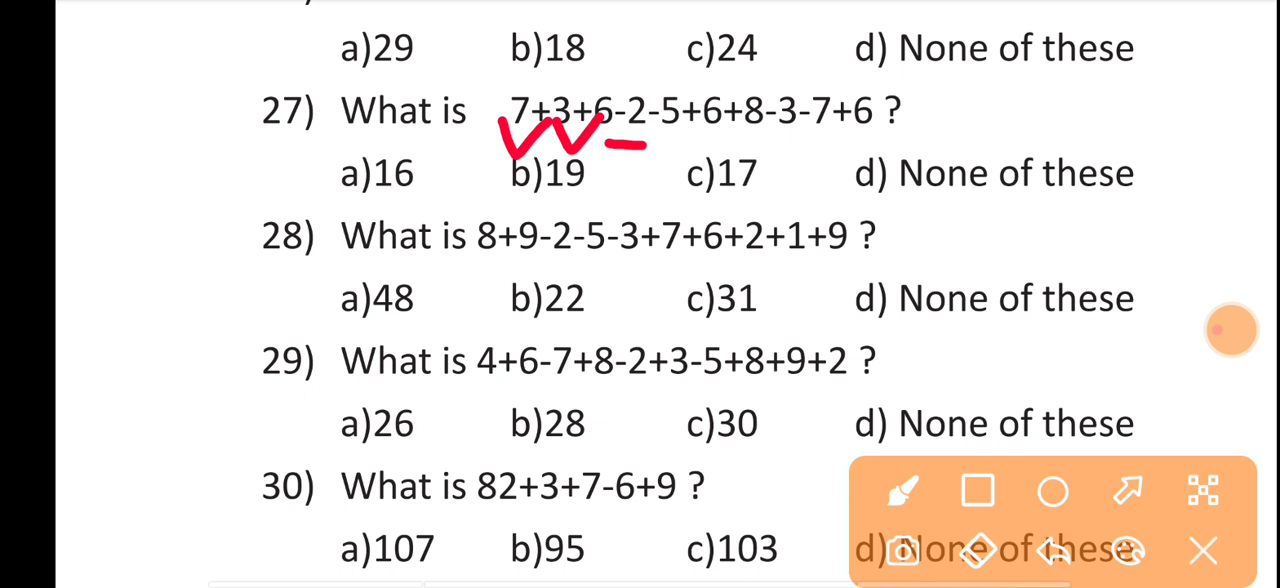 a)29 b)18 c)24 d) None of these
27) What is 7+3+6-2-5+6+8-3-7+6 ?
a)16 b)19 c)17 d) None of these
28) What is 8+9-2-5-3+7+6+2+1+9 ?
a)48 b)22 c)31 d) None of these
29) What is 4+6-7+8-2+3-5+8+9+2 ?
a)26 b)28 c)30 d) None of these
30) What is 82+3+7-6+9 ?
a)107 b)95 c)103 d) None of these